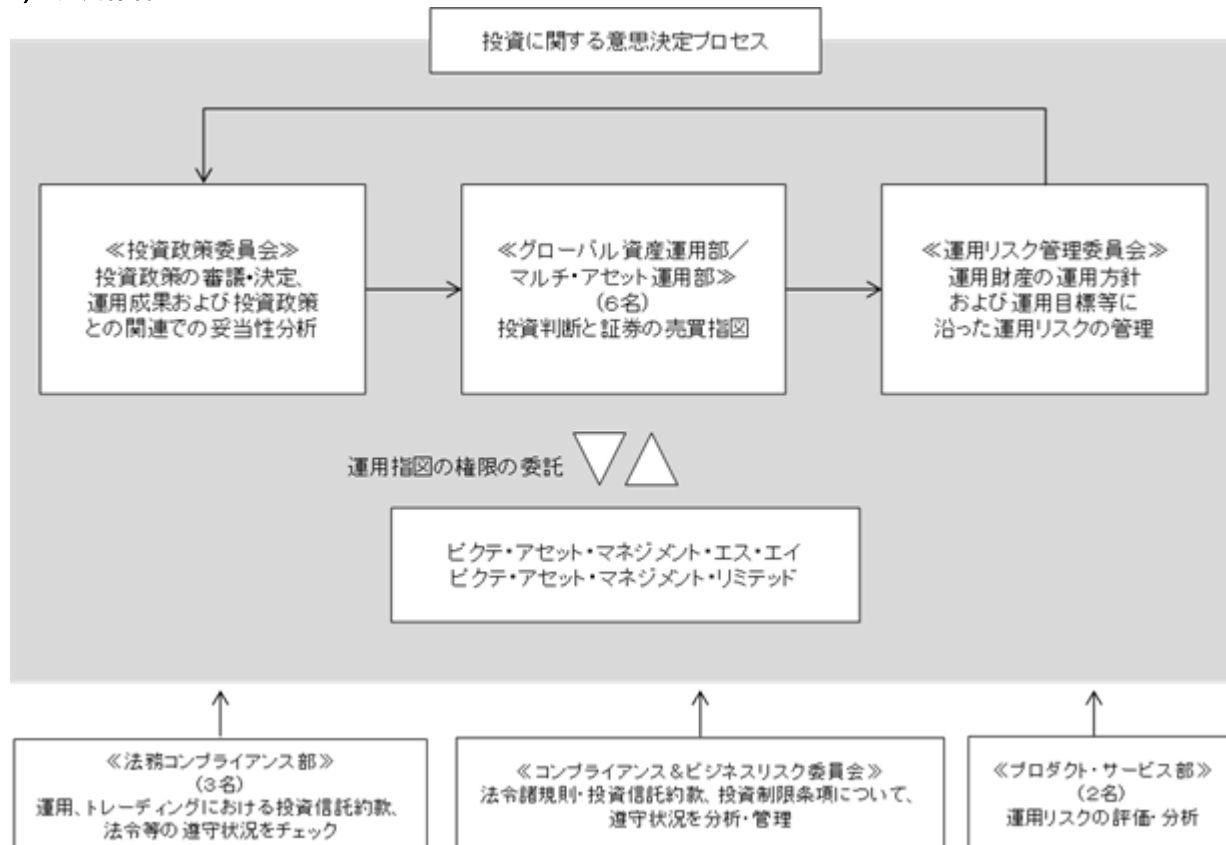 投資に関する意思決定プロセス
≪投資政策委員会≫
投資政策の審議・決定、
運用成果および投資政策
との関連での妥当性分析
≪グローバル資産運用部／
マルチ・アセット運用部≫
(6名)
投資判断と証券の売買指図
≪運用リスク管理委員会≫
運用財産の運用方針
および運用目標等に
沿った運用リスクの管理
運用指図の権限の委託
ピクテ・アセット・マネジメント・エス・エイ
ピクテ・アセット・マネジメント・リミテッド
≪法務コンプライアンス部≫
(3名)
運用、トレーディングにおける投資信託約款、
法令等の遵守状況をチェック
≪コンプライアンス＆ビジネスリスク委員会≫
法令諸規則・投資信託約款、投資制限条項について、
遵守状況を分析・管理
≪プロダクト・サービス部≫
(2名)
運用リスクの評価・分析